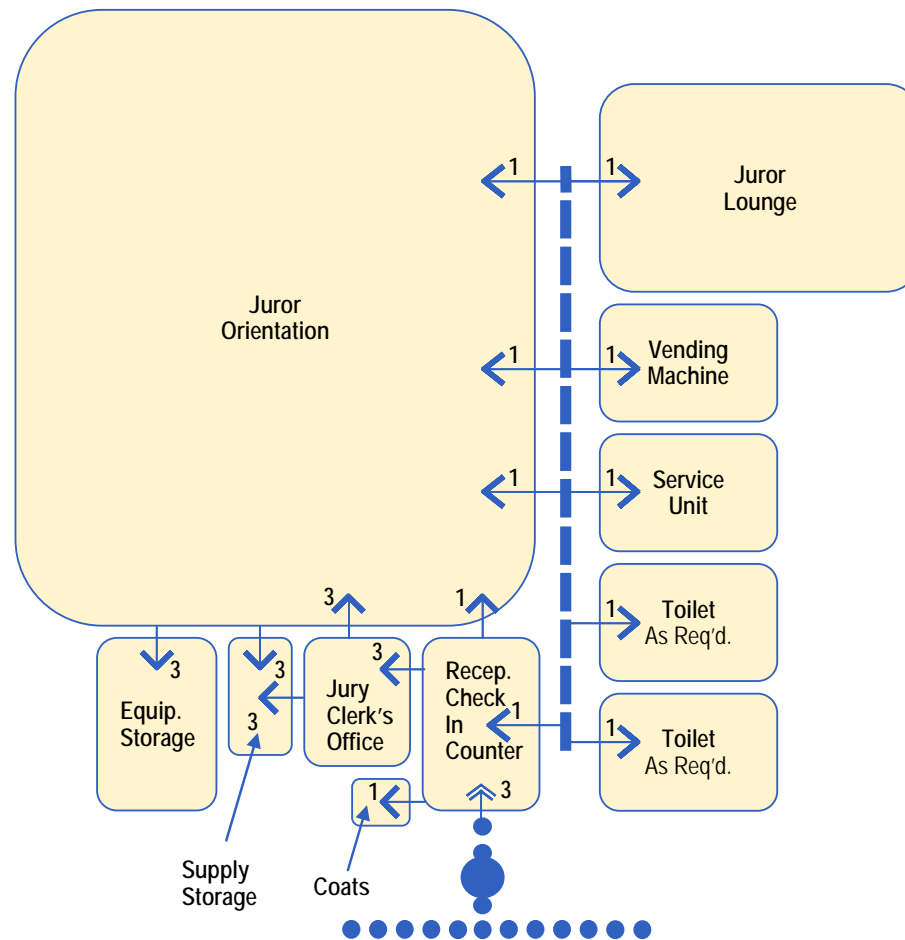 1
1
Juror
Lounge
Juror
Orientation
1
1
Vending
Machine
1
1
Service
Unit
3
1
1
Toilet
As Req'd.
3
3
3
Equip.
Storage
3
Jury
Clerk's
Office
Recep.
Check
In
Counter
1
1
Toilet
As Req'd.
1
3
Supply
Storage
Coats